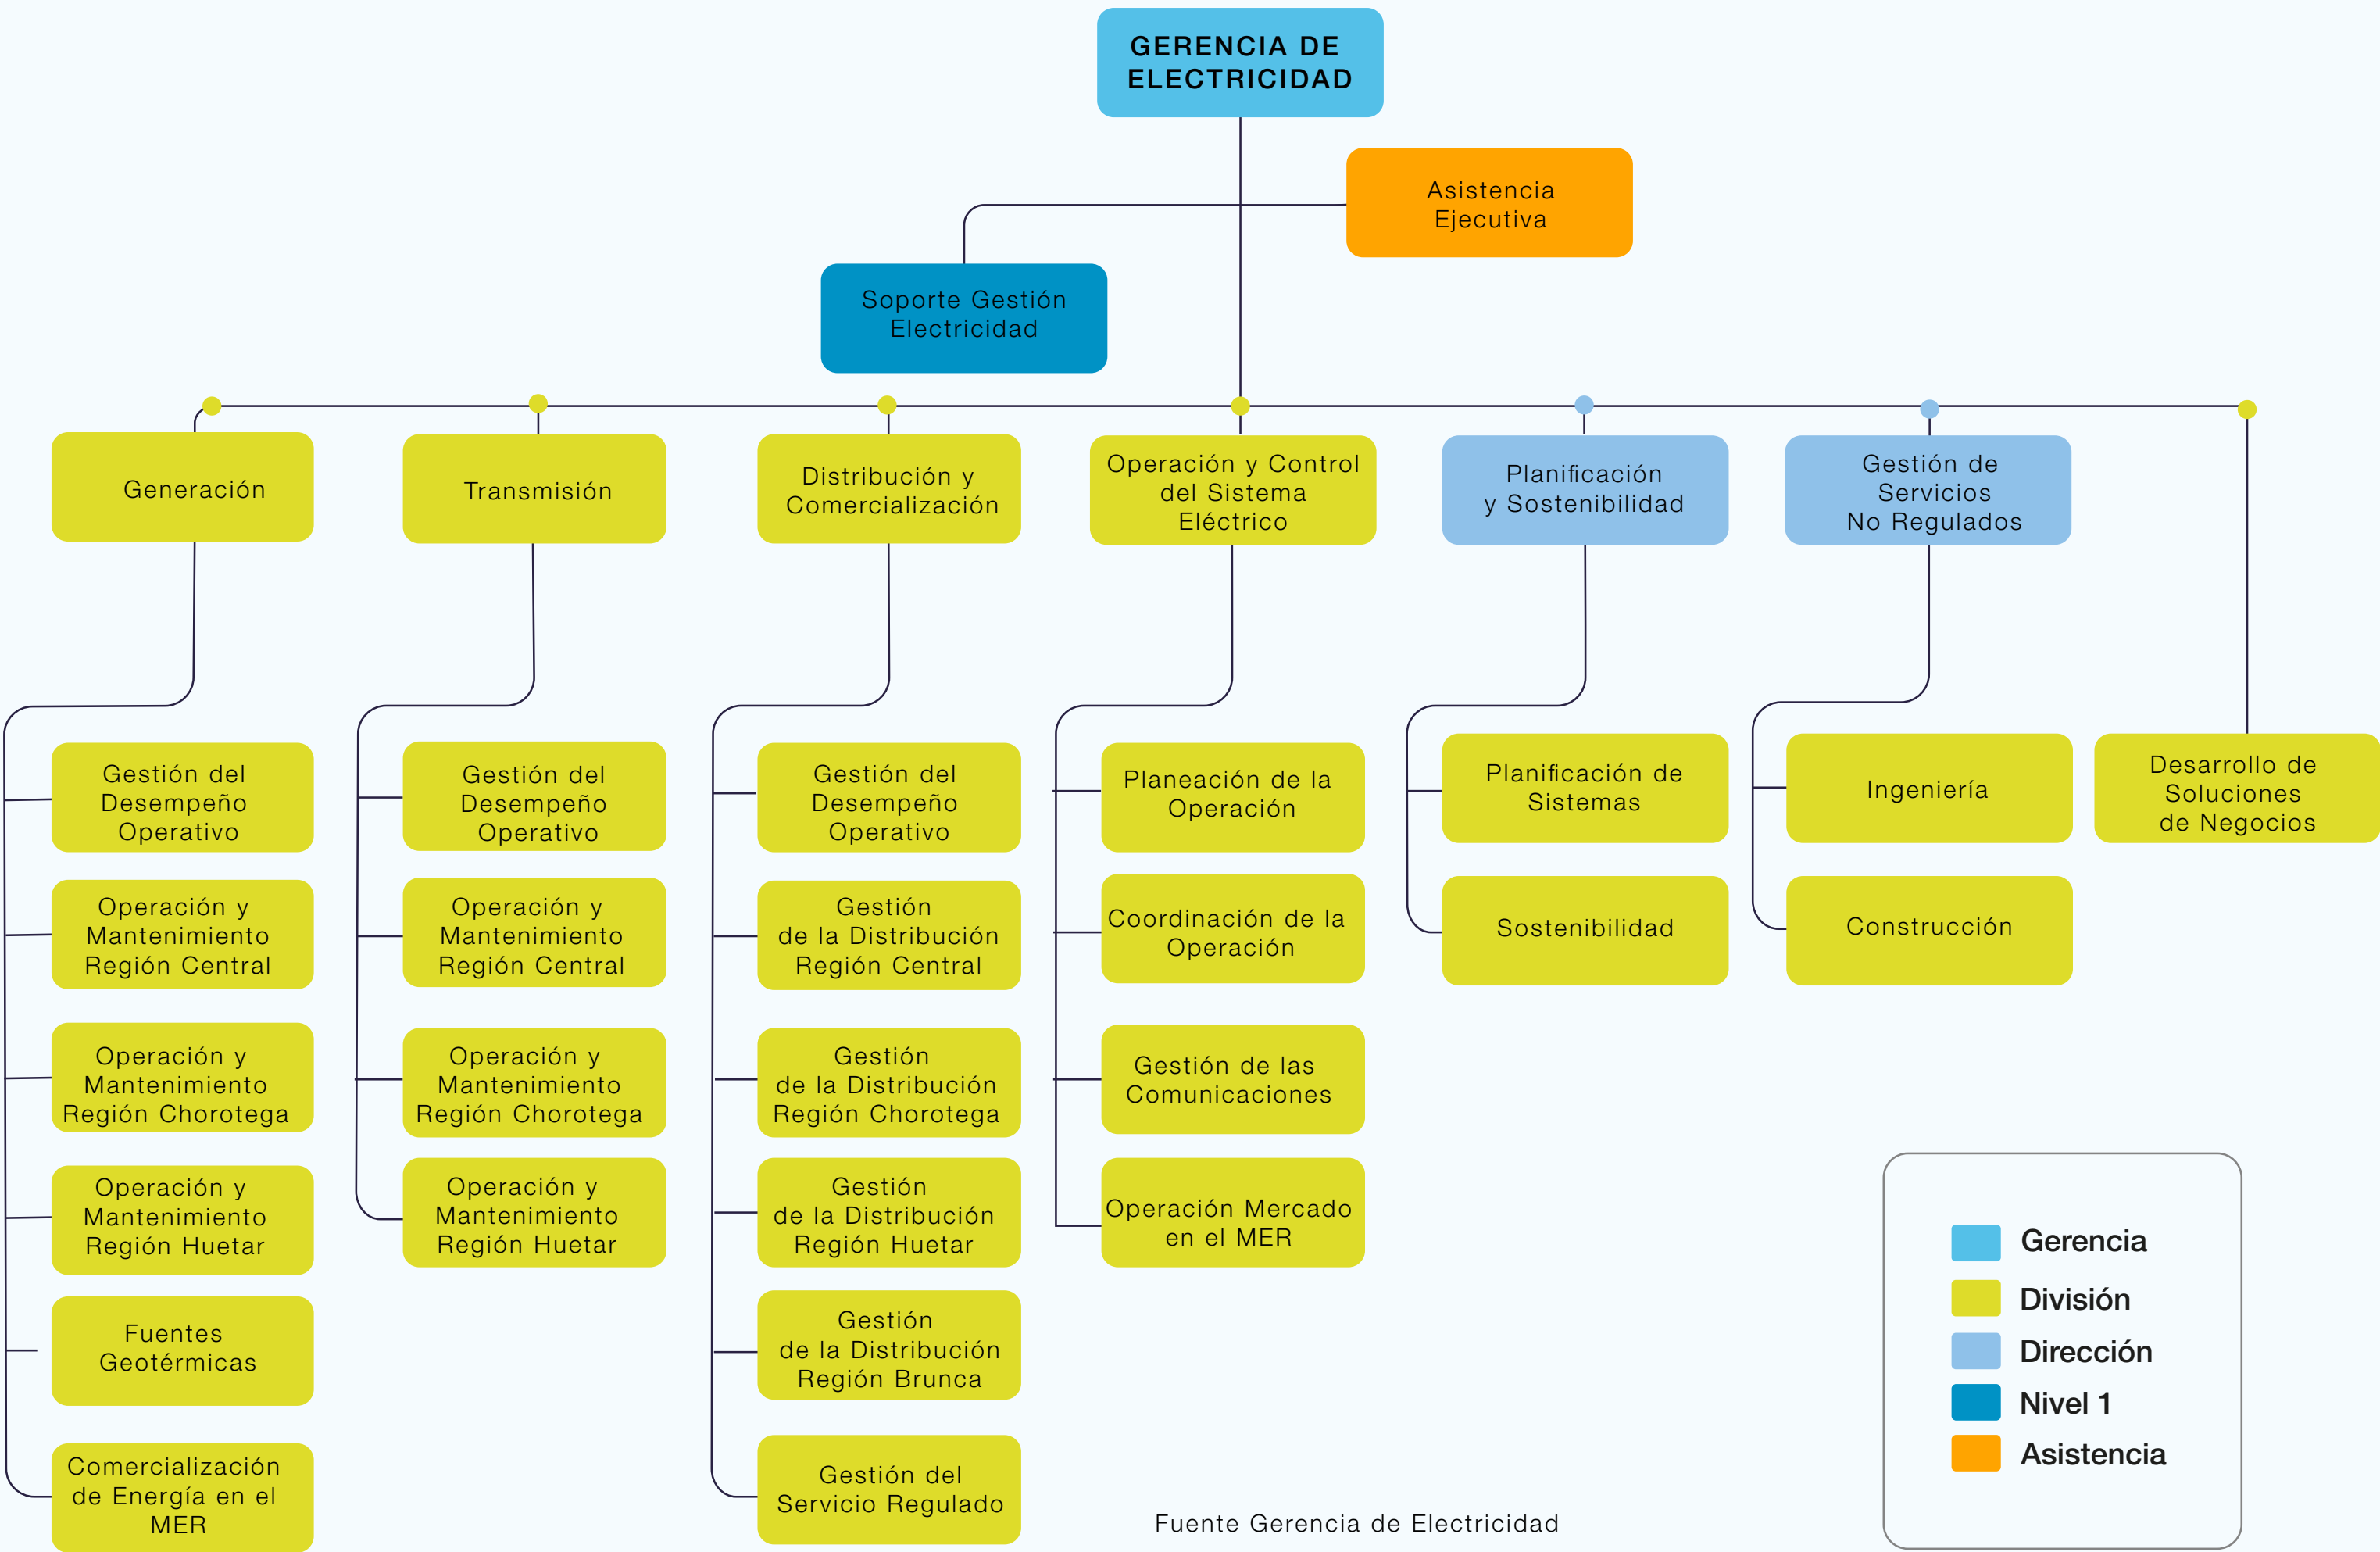 GERENCIA DE
ELECTRICIDAD
Asistencia
Ejecutiva
Soporte Gestión
Electricidad
Generación
Transmisión
Distribución y
Comercialización
Operación y Control
del Sistema
Eléctrico
Planificación
y Sostenibilidad
Gestión de
Servicios
No Regulados
Gestión del
Desempeño
Operativo
Operación y
Mantenimiento
Región Central
Operación y
Mantenimiento
Región Chorotega
Operación y
Mantenimiento
Región Huetar
Fuentes
Geotérmicas
Comercialización
de Energía en el
MER
Gestión del
Desempeño
Operativo
Operación y
Mantenimiento
Región Central
Operación y
Mantenimiento
Región Chorotega
Operación y
Mantenimiento
Región Huetar
Gestión del
Desempeño
Operativo
Gestión
de la Distribución
Región Central
Gestión
de la Distribución
Región Chorotega
Gestión
de la Distribución
Región Huetar
Gestión
de la Distribución
Región Brunca
Gestión del
Servicio Regulado
Planeación de la
Operación
Coordinación de la
Operación
Gestión de las
Comunicaciones
Operación Mercado
en el MER
Planificación de
Sistemas
Sostenibilidad
Ingeniería
Construcción
Desarrollo de
Soluciones
de Negocios
Gerencia
División
Dirección
Nivel 1
Asistencia
Fuente Gerencia de Electricidad